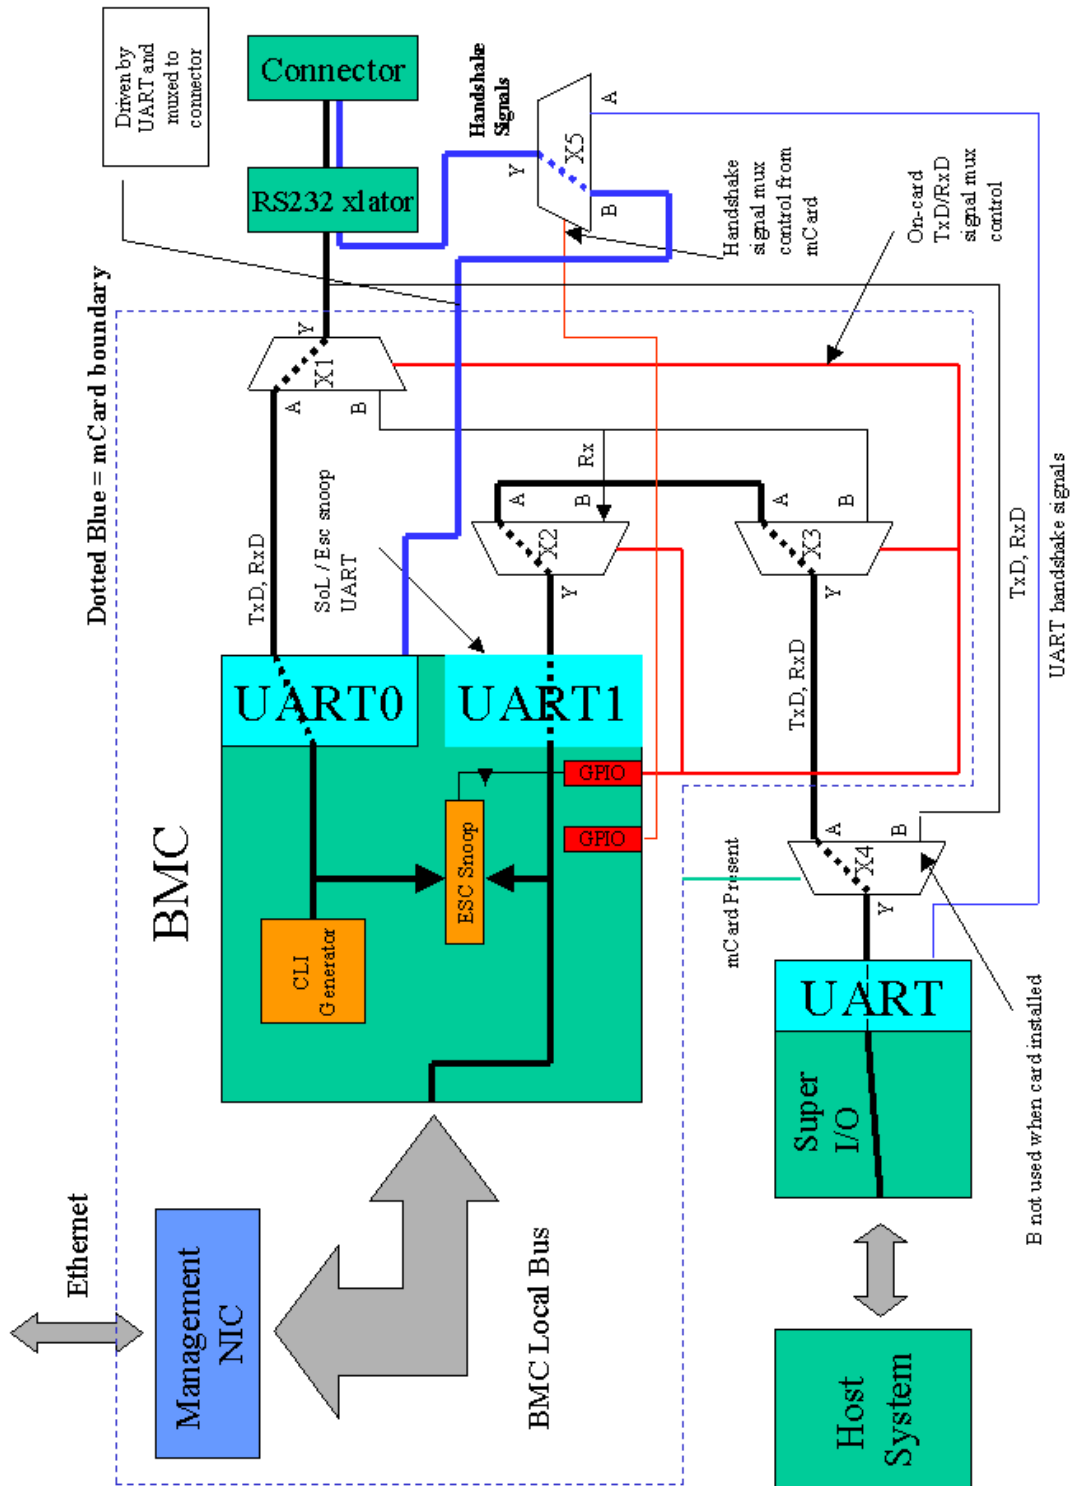 Driven by
UART and
muxed to
connector
Connector
RS232 xlator
Handshake
Signals
Y
X5
A
B
Handshake
signal mux
control from
mCard
On-card
TxD/RxD
signal mux
control
Dotted Blue = mCard boundary
Y
X1
A
B
TxD, RxD
SoL / Esc snoop
UART
Rx
A
B
X2
Y
A
B
X3
Y
TxD, RxD
TxD, RxD
UART handshake signals
BMC
UART0
UART1
GPIO
GPIO
ESC Snoop
CLI
Generator
mCard Present
A
B
X4
Y
UART
Super
I/O
B not used when card installed
Ethernet
Management
NIC
BMC Local Bus
Host
System